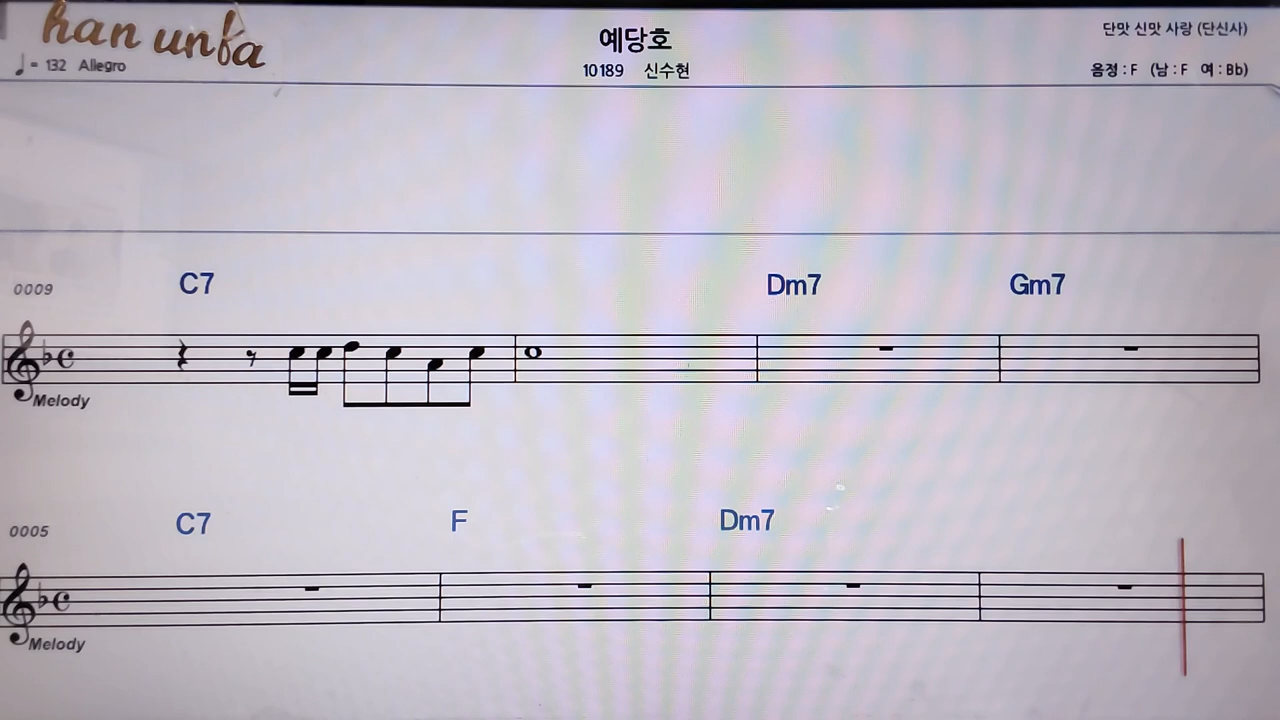 han unfa
예당호
단맛 신맛 사랑 (단신사)
♩= 132 Allegro
10189 신수현
음정 : F (남 : F 여 : Bb)
0009 C7 Dm7 Gm7
Melody
0005 C7 F Dm7
Melody